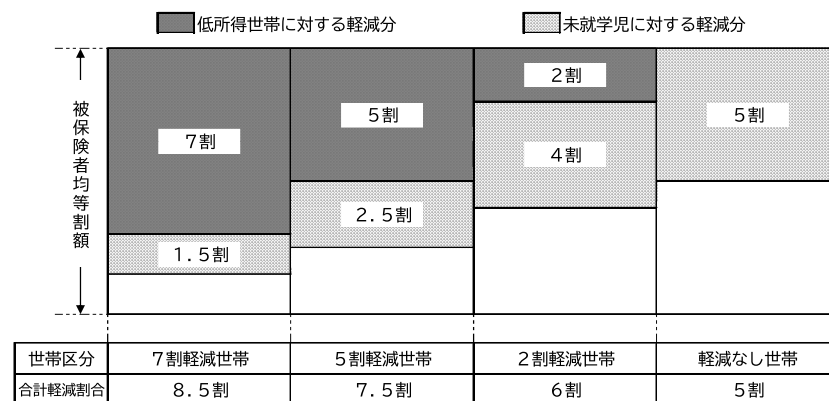 低所得世帯に対する軽減分 未就学児に対する軽減分
被保険者均等割額
7割 5割 2割 5割
1.5割 2.5割 4割
世帯区分 7割軽減世帯 5割軽減世帯 2割軽減世帯 軽減なし世帯
合計軽減割合 8.5割 7.5割 6割 5割